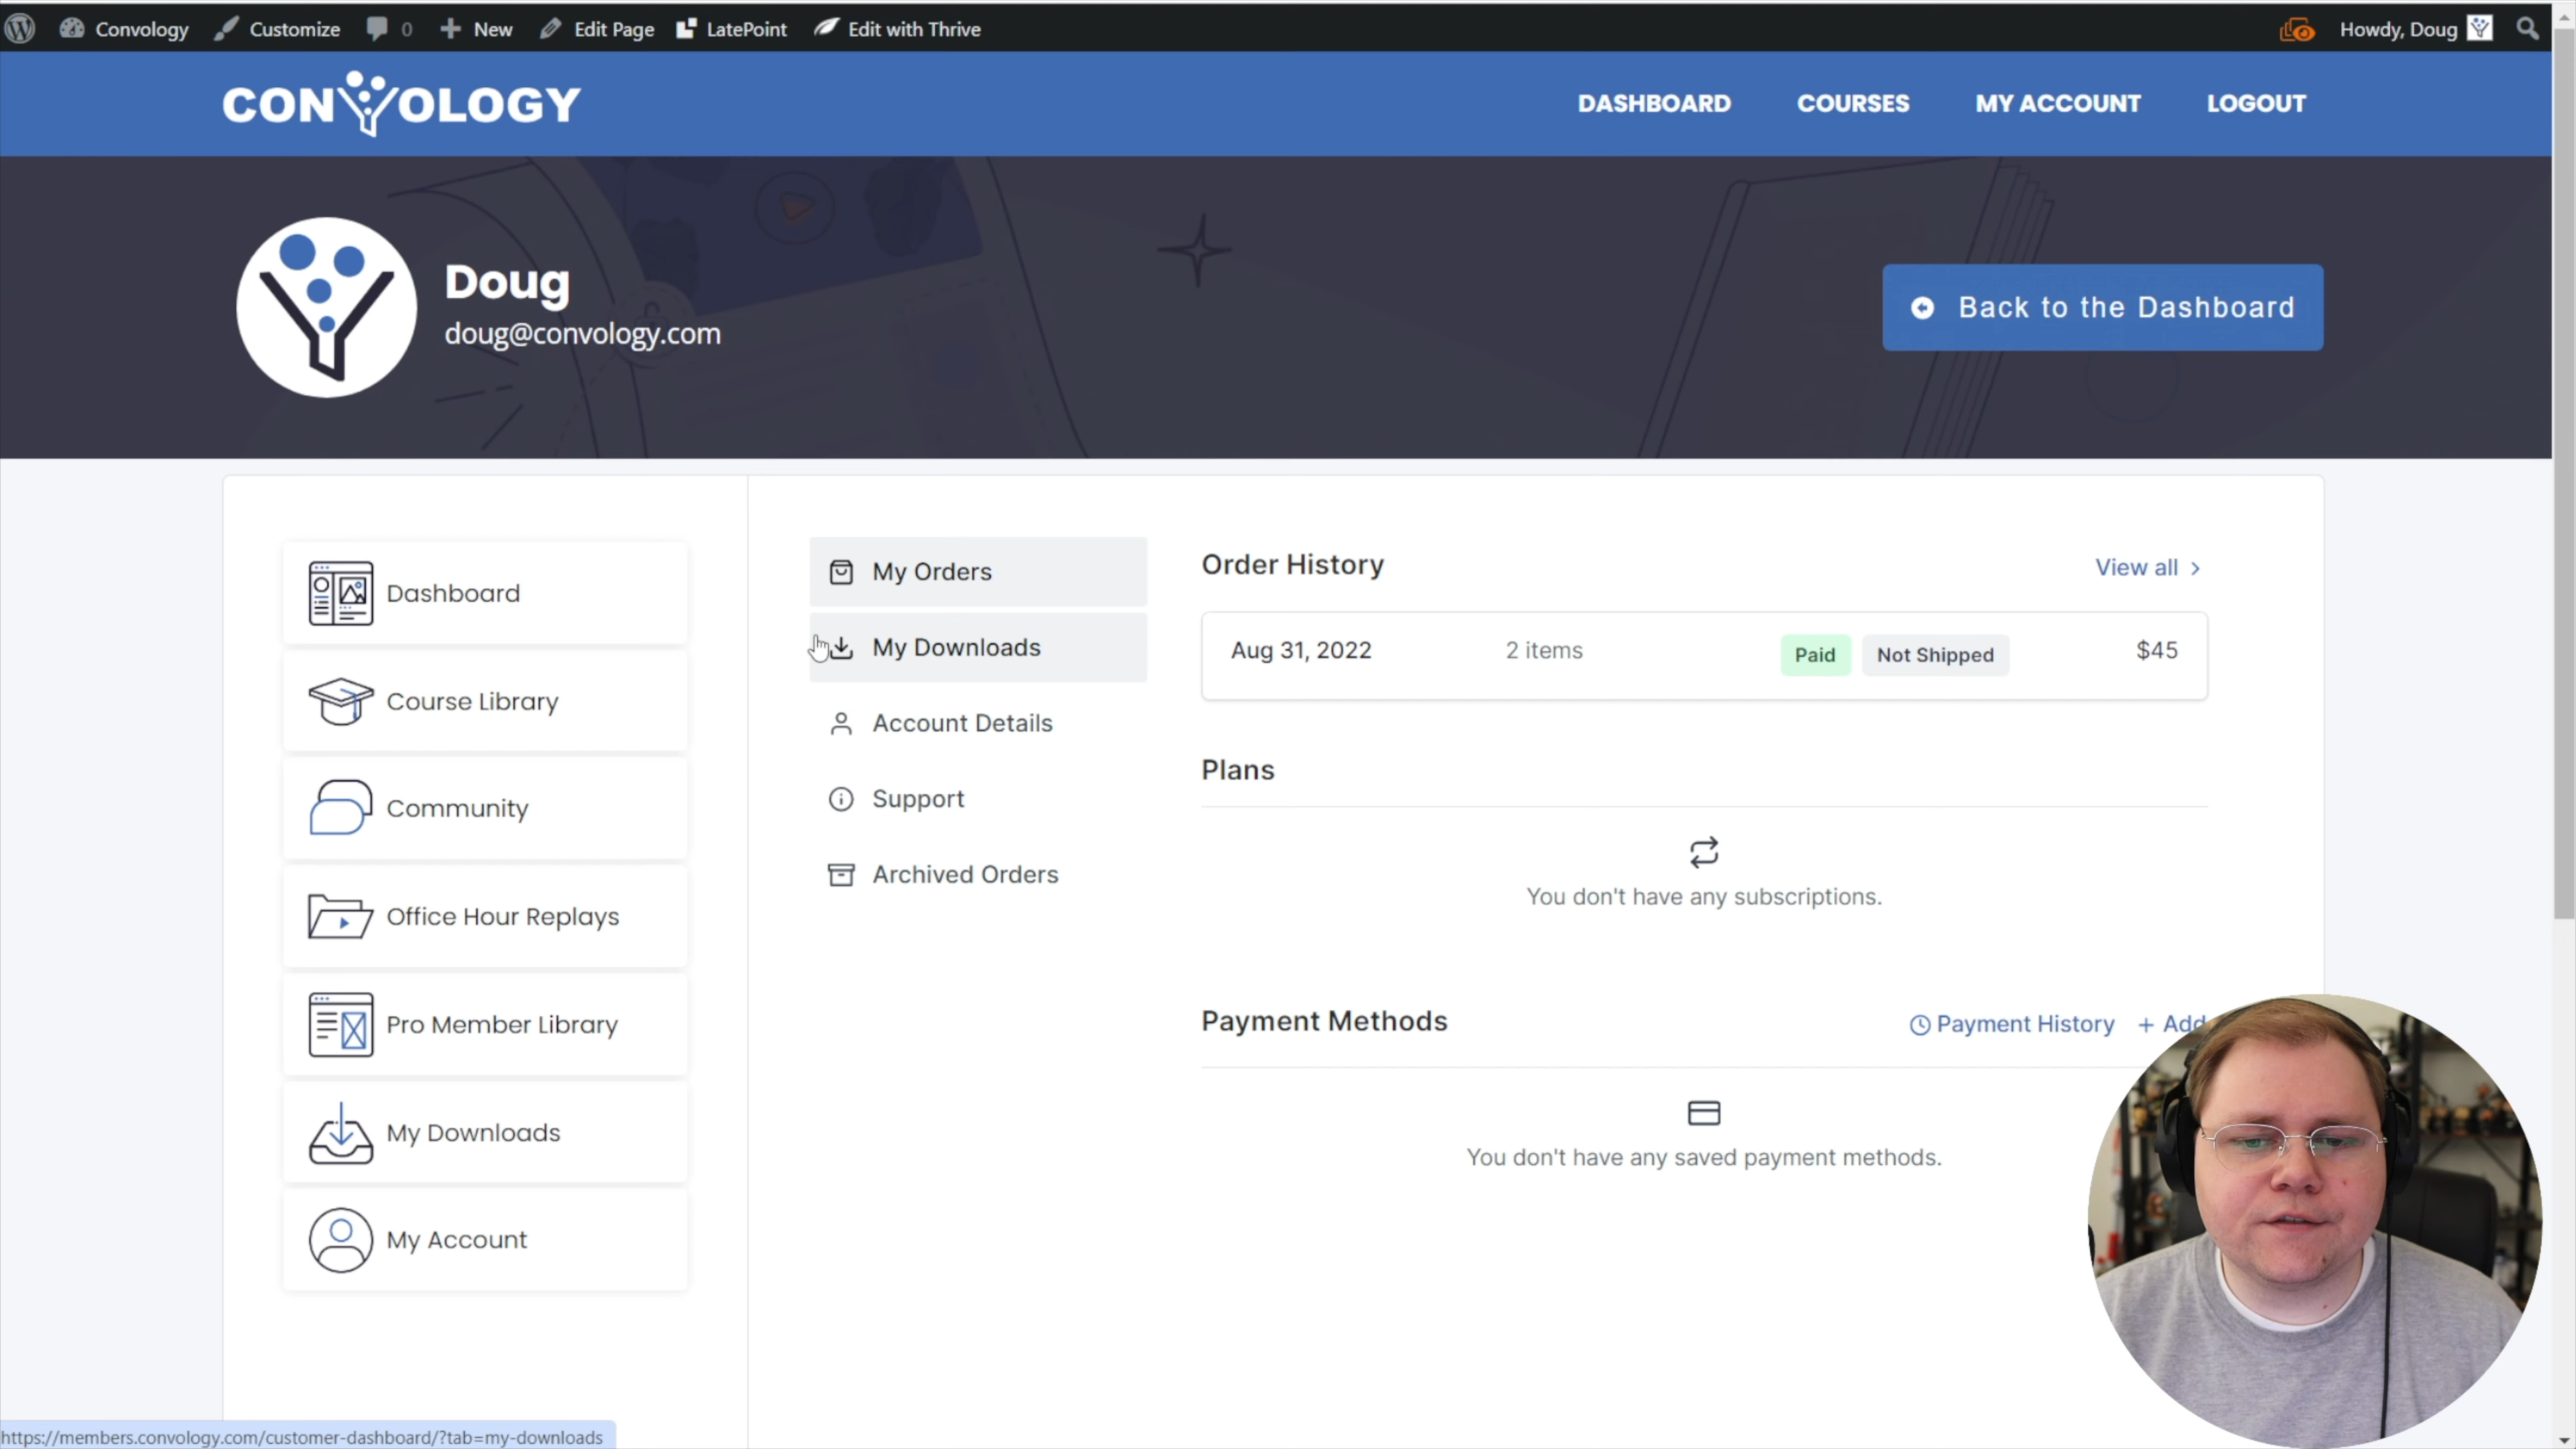 Convology Customize 0 New Edit Page LatePoint Edit with Thrive Howdy, Doug
CONVOLOGY
DASHBOARD COURSES MY ACCOUNT LOGOUT
Doug
doug@convology.com
Back to the Dashboard
Dashboard
Course Library
Community
Office Hour Replays
Pro Member Library
My Downloads
My Account
My Orders
My Downloads
Account Details
Support
Archived Orders
Order History View all
Aug 31, 2022 2 items Paid Not Shipped $45
Plans
You don't have any subscriptions.
Payment Methods Payment History + Add
You don't have any saved payment methods.
https://members.convology.com/customer-dashboard/?tab=my-downloads